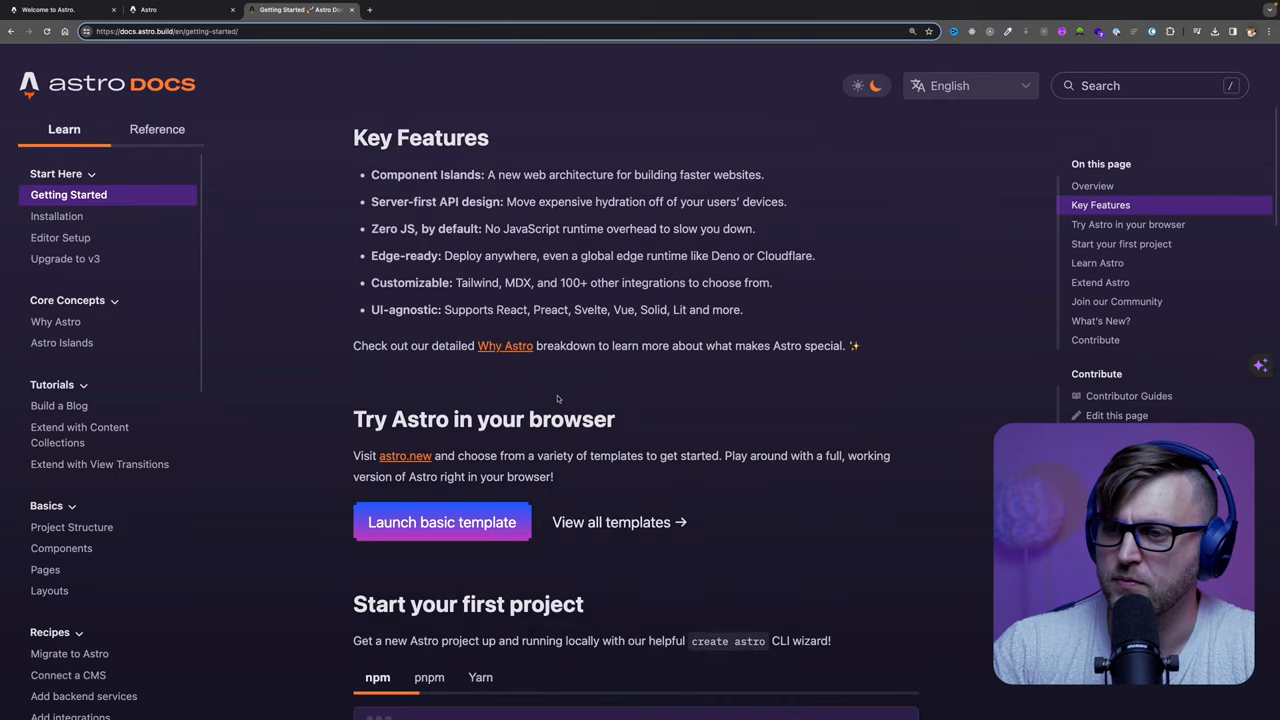 Welcome to Astro.
Astro
Getting Started 🚀 Astro Doc
https://docs.astro.build/en/getting-started/
astro DOCS
English
Search
/
Learn
Reference
Start Here
Getting Started
Installation
Editor Setup
Upgrade to v3
Core Concepts
Why Astro
Astro Islands
Tutorials
Build a Blog
Extend with Content
Collections
Extend with View Transitions
Basics
Project Structure
Components
Pages
Layouts
Recipes
Migrate to Astro
Connect a CMS
Add backend services
Add integrations
Key Features
• Component Islands: A new web architecture for building faster websites.
• Server-first API design: Move expensive hydration off of your users’ devices.
• Zero JS, by default: No JavaScript runtime overhead to slow you down.
• Edge-ready: Deploy anywhere, even a global edge runtime like Deno or Cloudflare.
• Customizable: Tailwind, MDX, and 100+ other integrations to choose from.
• UI-agnostic: Supports React, Preact, Svelte, Vue, Solid, Lit and more.
Check out our detailed Why Astro breakdown to learn more about what makes Astro special. ✨
Try Astro in your browser
Visit astro.new and choose from a variety of templates to get started. Play around with a full, working
version of Astro right in your browser!
Launch basic template
View all templates →
Start your first project
Get a new Astro project up and running locally with our helpful create astro CLI wizard!
npm
pnpm
Yarn
On this page
Overview
Key Features
Try Astro in your browser
Start your first project
Learn Astro
Extend Astro
Join our Community
What's New?
Contribute
Contribute
Contributor Guides
Edit this page